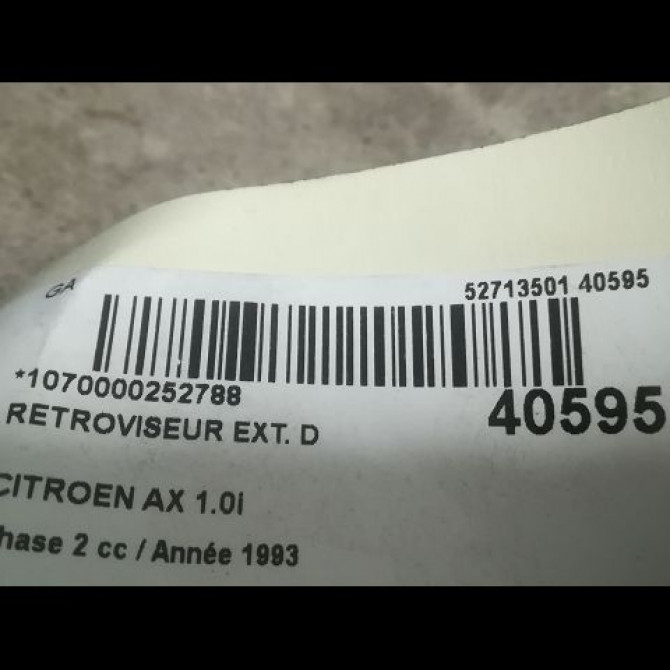 GA 52713501 40595
*1070000252788 40595
RETROVISEUR EXT. D
CITROEN AX 1.0i
hase 2 cc / Année 1993